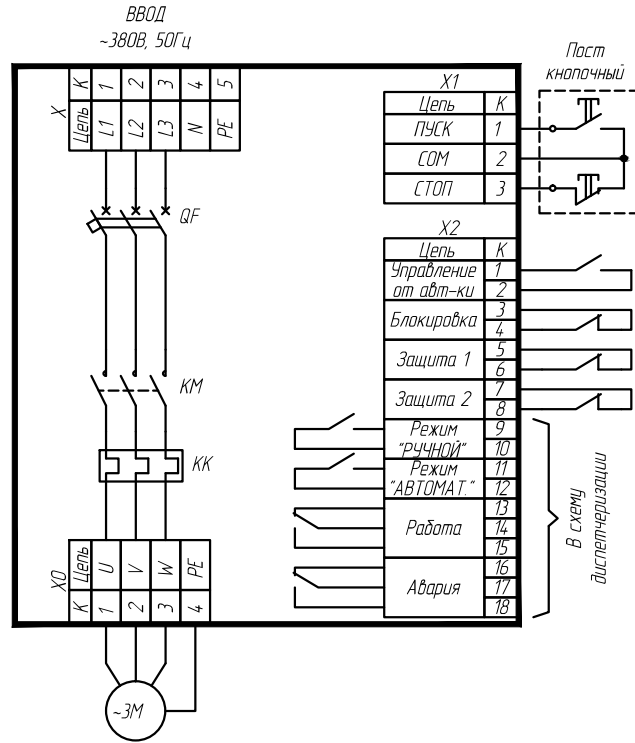 ВВОД
~380В, 50Гц
X
К 1 2 3 4 5
Цепь L1 L2 L3 N PE
QF
KM
KK
XO
Цепь U V W PE
К 1 2 3 4
~3М
X1
Цепь К
ПУСК 1
СОМ 2
СТОП 3
Пост
кнопочный
X2
Цепь К
Управление 1
от авт-ки 2
Блокировка 3
4
Защита 1 5
6
Защита 2 7
8
Режим 9
"РУЧНОЙ" 10
Режим 11
"АВТОМАТ." 12
13
Работа 14
15
16
Авария 17
18
В схему
диспетчеризации